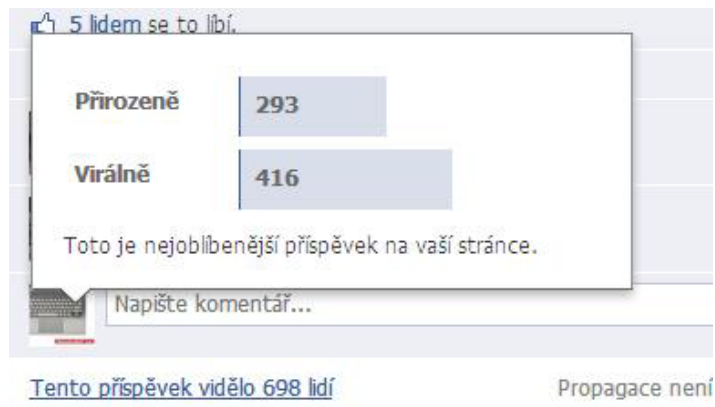 5 lidem se to líbí.
Přirozeně 293
Virálně 416
Toto je nejoblíbenější příspěvek na vaší stránce.
Napište komentář...
Tento příspěvek vidělo 698 lidí
Propagace není